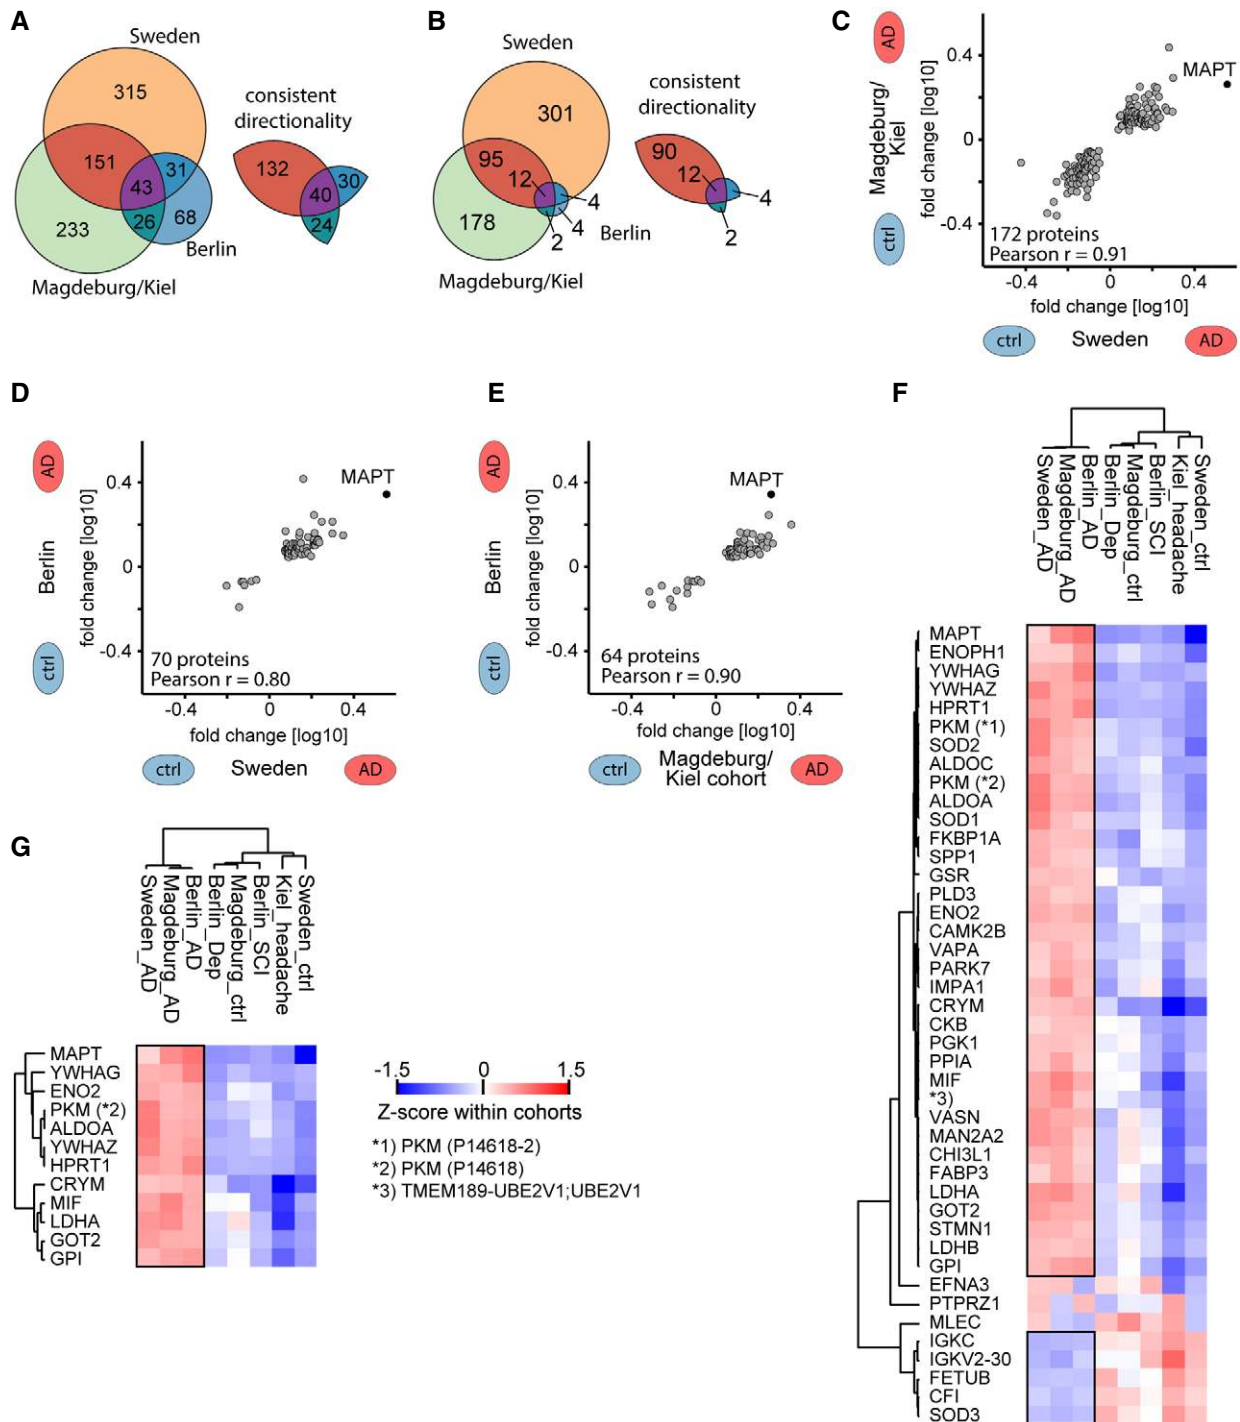 A
Sweden
315
151
31
43
26
68
233
Berlin
Magdeburg/Kiel
consistent
directionality
132
30
40
24
B
Sweden
301
95
12
4
4
2
178
Berlin
Magdeburg/Kiel
consistent
directionality
90
12
4
2
C
AD
Magdeburg/
Kiel
ctrl
fold change [log10]
0.4
0
-0.4
MAPT
172 proteins
Pearson r = 0.91
-0.4
0
0.4
fold change [log10]
ctrl
Sweden
AD
D
AD
Berlin
ctrl
fold change [log10]
0.4
0
-0.4
MAPT
70 proteins
Pearson r = 0.80
-0.4
0
0.4
fold change [log10]
ctrl
Sweden
AD
E
AD
Berlin
ctrl
fold change [log10]
0.4
0
-0.4
MAPT
64 proteins
Pearson r = 0.90
-0.4
0
0.4
fold change [log10]
ctrl
Magdeburg/
Kiel cohort
AD
F
Sweden_AD
Magdeburg_AD
Berlin_AD
Berlin_Dep
Magdeburg_ctrl
Berlin_SCI
Kiel_headache
Sweden_ctrl
MAPT
ENOPH1
YWHAG
YWHAZ
HPRT1
PKM (*1)
SOD2
ALDOC
PKM (*2)
ALDOA
SOD1
FKBP1A
SPP1
GSR
PLD3
ENO2
CAMK2B
VAPA
PARK7
IMPA1
CRYM
CKB
PGK1
PPIA
MIF
*3)
VASN
MAN2A2
CHI3L1
FABP3
LDHA
GOT2
STMN1
LDHB
GPI
EFNA3
PTPRZ1
MLEC
IGKC
IGKV2-30
FETUB
CFI
SOD3
G
Sweden_AD
Magdeburg_AD
Berlin_AD
Berlin_Dep
Magdeburg_ctrl
Berlin_SCI
Kiel_headache
Sweden_ctrl
MAPT
YWHAG
ENO2
PKM (*2)
ALDOA
YWHAZ
HPRT1
CRYM
MIF
LDHA
GOT2
GPI
-1.5 0 1.5
Z-score within cohorts
*1) PKM (P14618-2)
*2) PKM (P14618)
*3) TMEM189-UBE2V1;UBE2V1